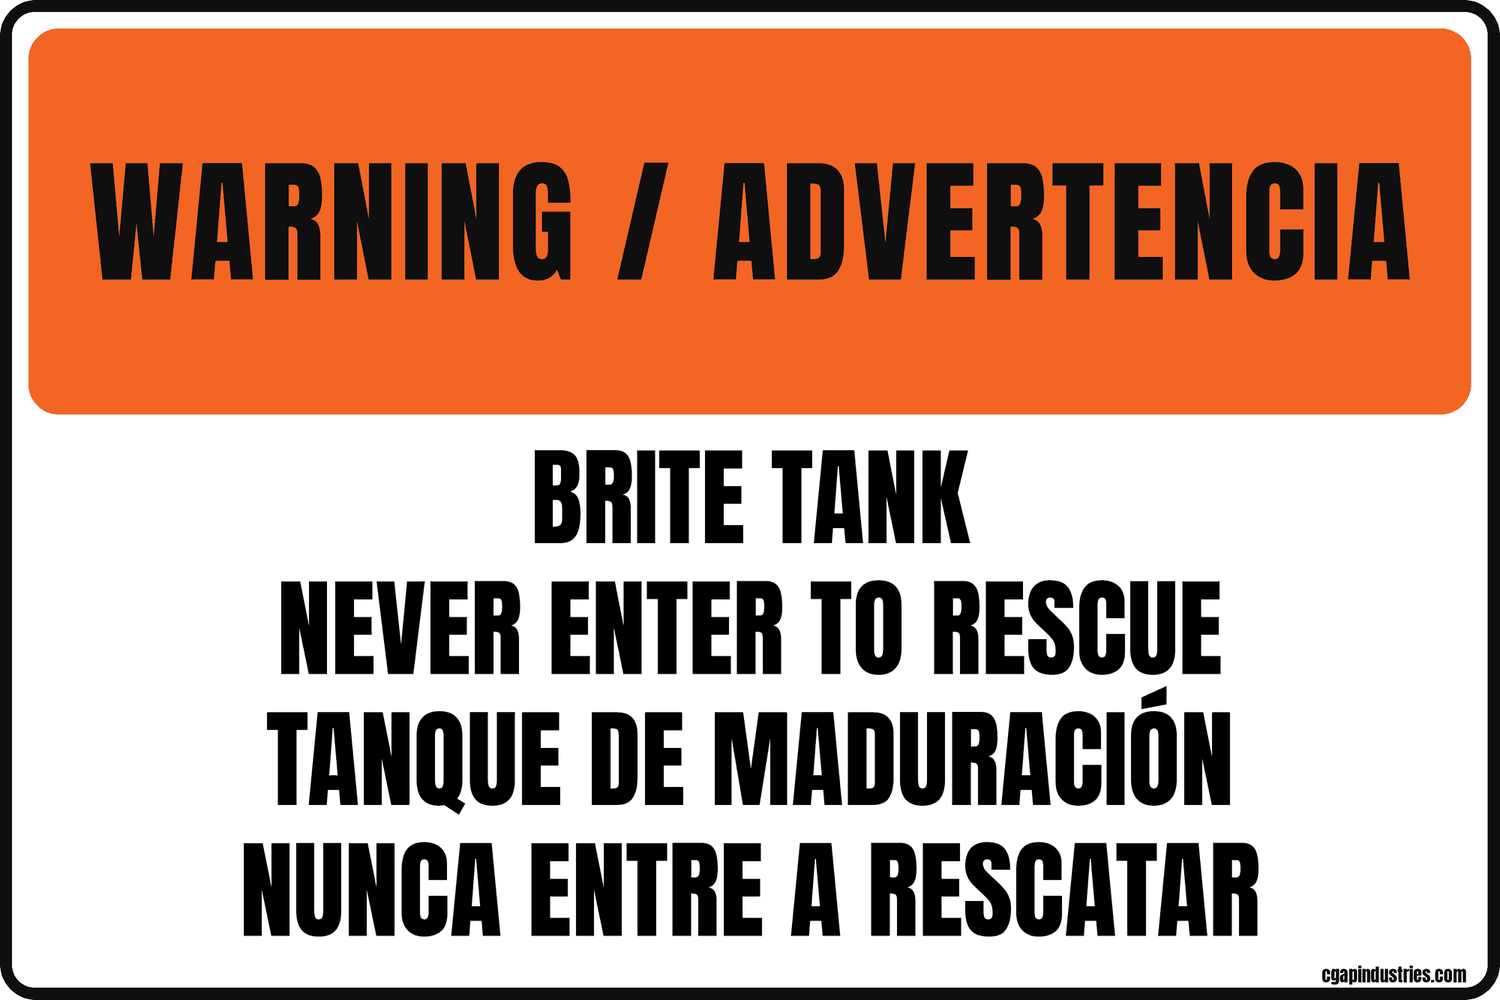 WARNING / ADVERTENCIA
BRITE TANK
NEVER ENTER TO RESCUE
TANQUE DE MADURACIÓN
NUNCA ENTRE A RESCATAR
cgapindustries.com